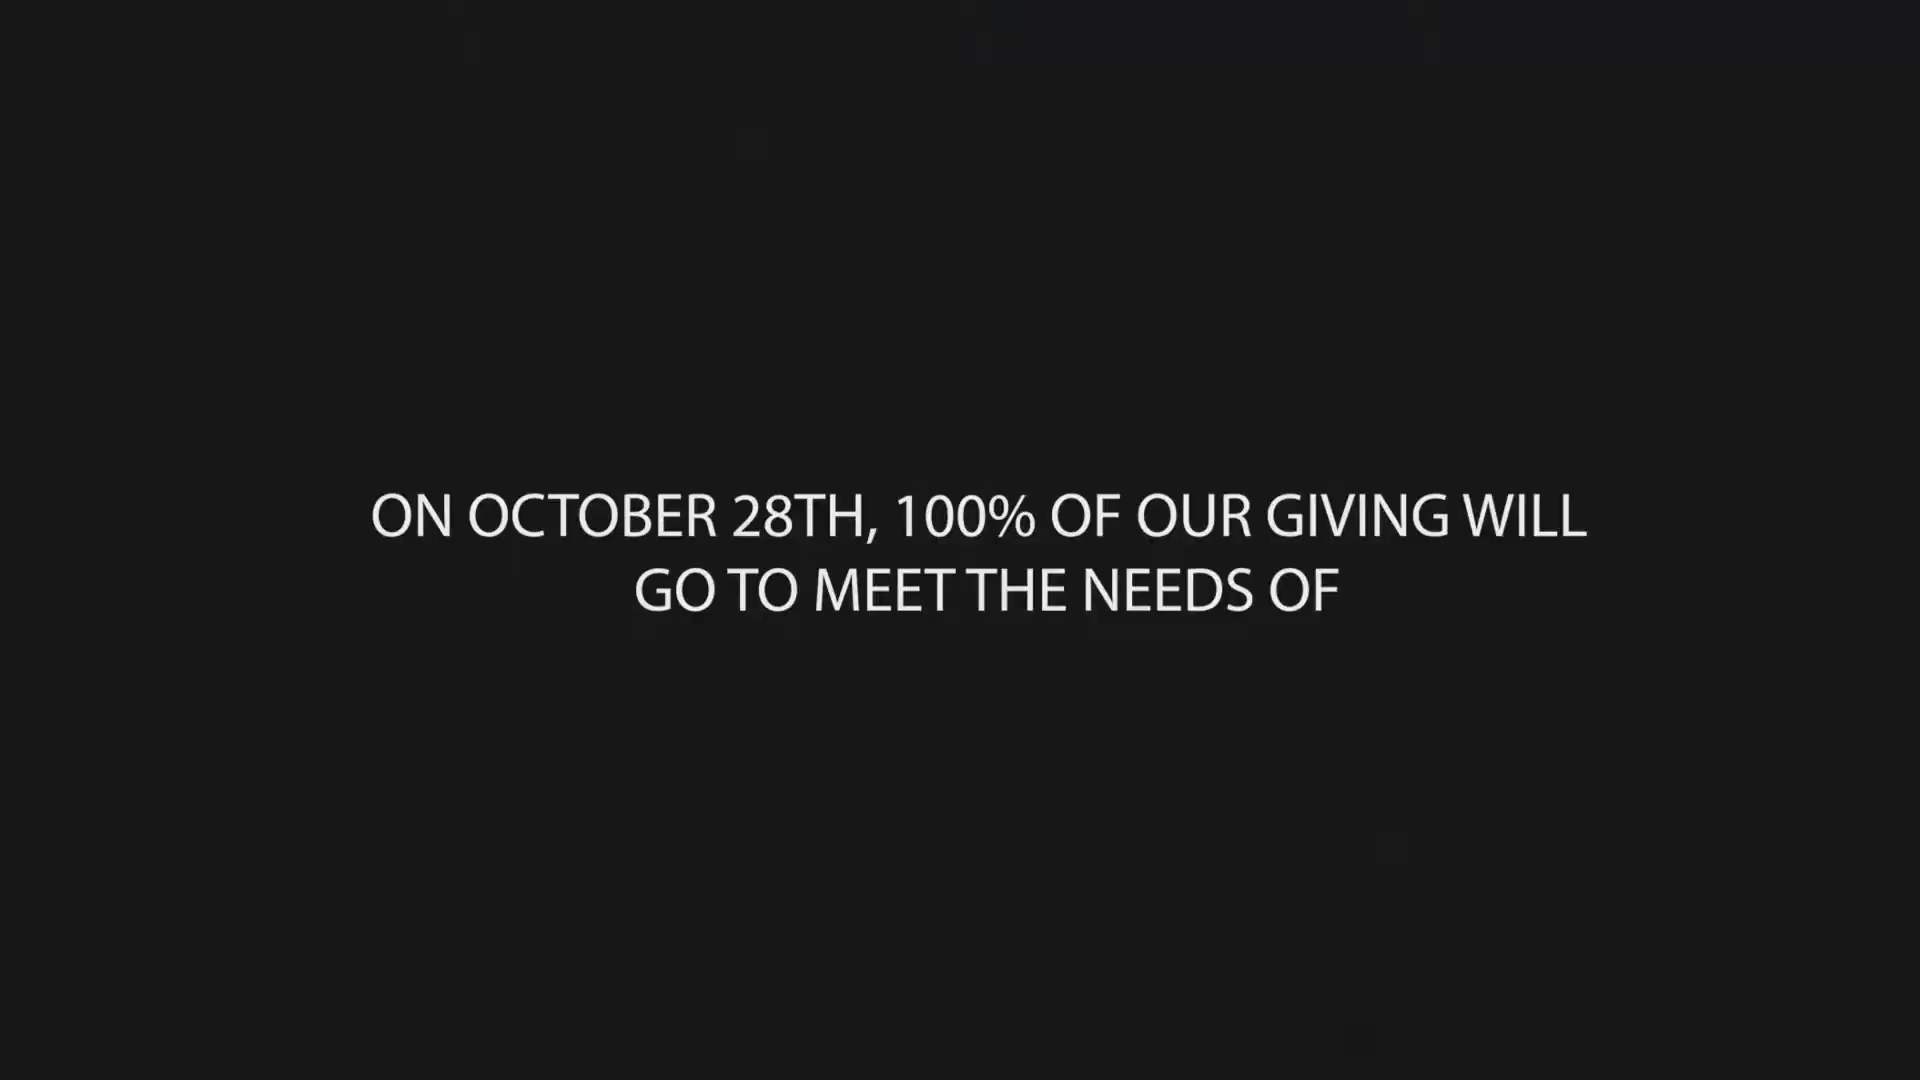 ON OCTOBER 28TH, 100% OF OUR GIVING WILL
GO TO MEET THE NEEDS OF